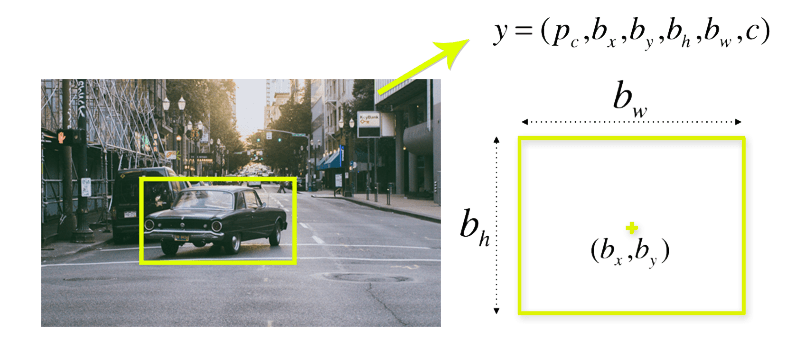 y = (p_c, b_x, b_y, b_h, b_w, c)
b_w
b_h
(b_x, b_y)